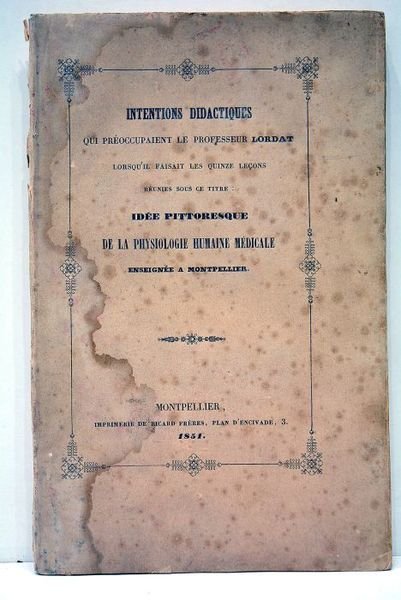 INTENTIONS DIDACTIQUES
QUI PRÉOCCUPAIENT LE PROFESSEUR LORDAT
LORSQU'IL FAISAIT LES QUINZE LEÇONS
RÉUNIES SOUS CE TITRE :
IDÉE PITTORESQUE
DE LA PHYSIOLOGIE HUMAINE MÉDICALE
ENSEIGNÉE A MONTPELLIER.
MONTPELLIER,
IMPRIMERIE DE RICARD FRÈRES, PLAN D'ENCIVADE, 3.
1851.